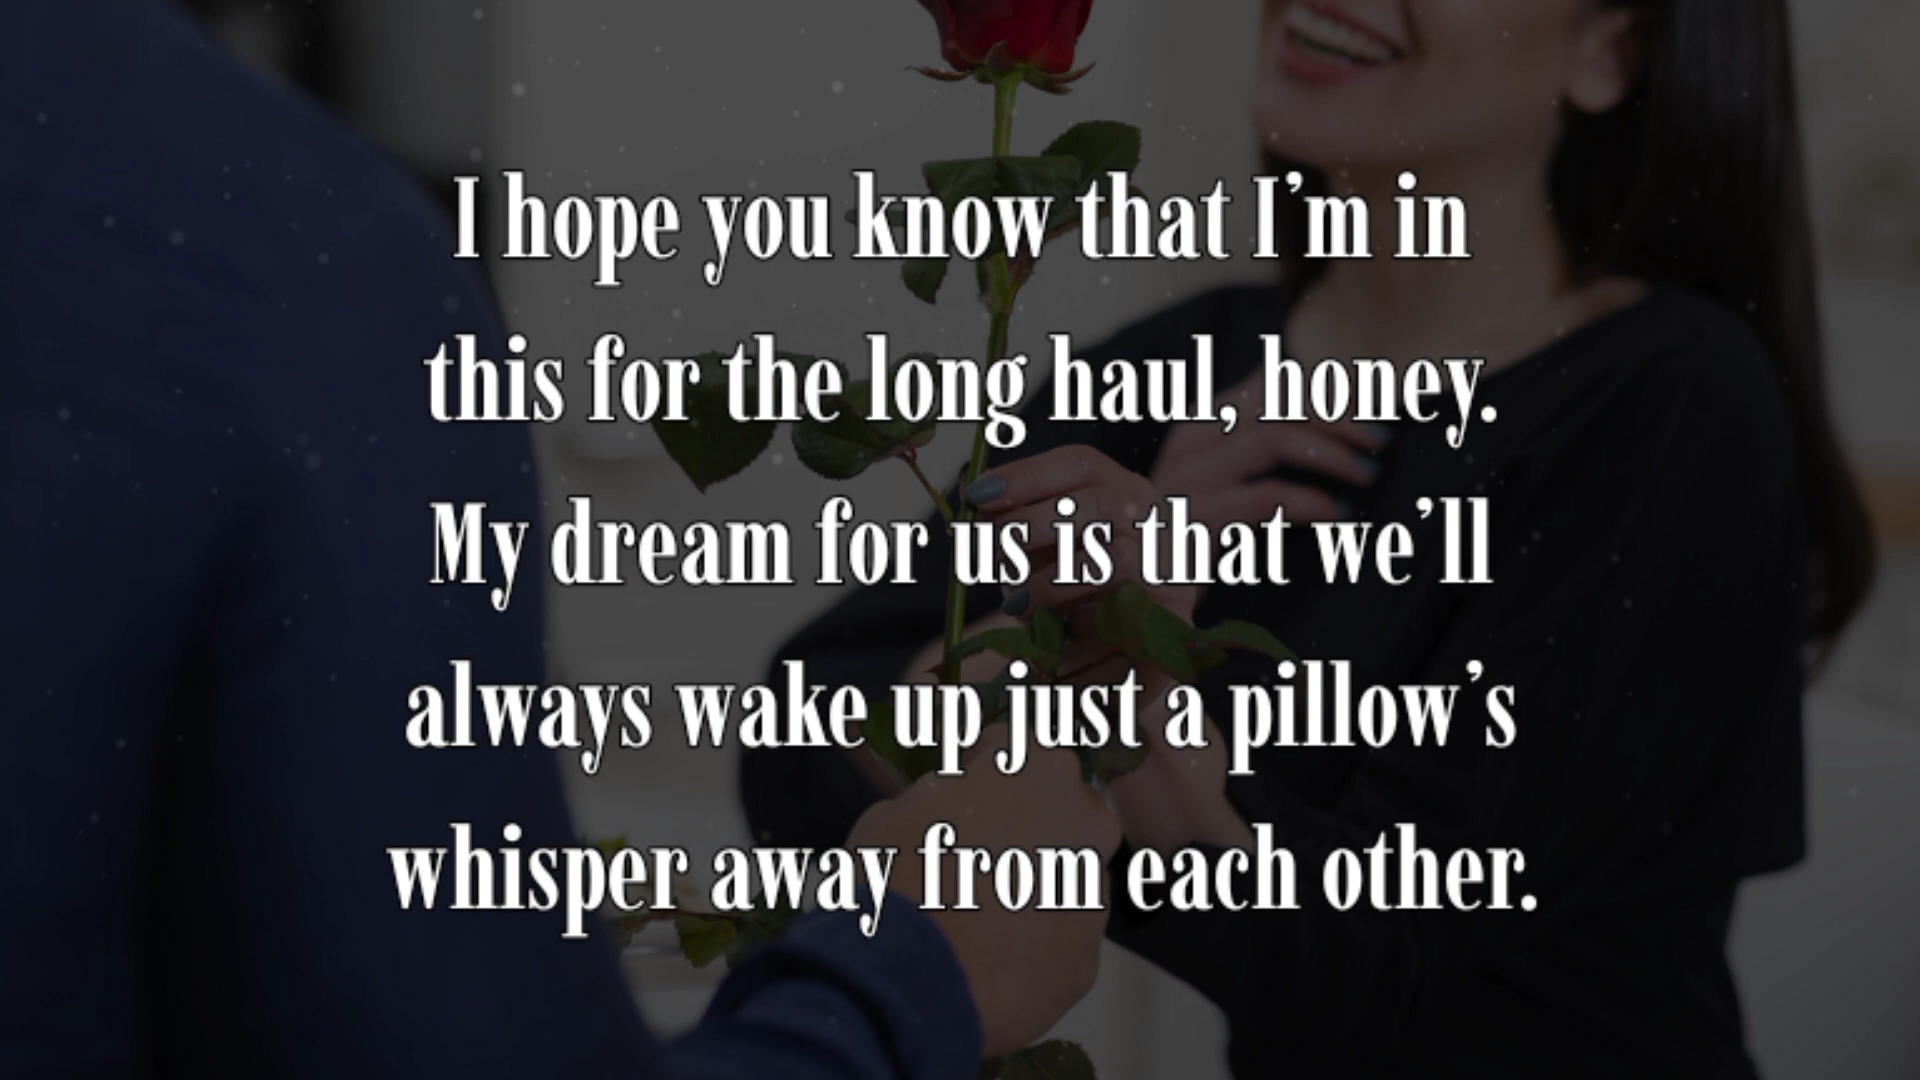 I hope you know that I’m in
this for the long haul, honey.
My dream for us is that we’ll
always wake up just a pillow’s
whisper away from each other.